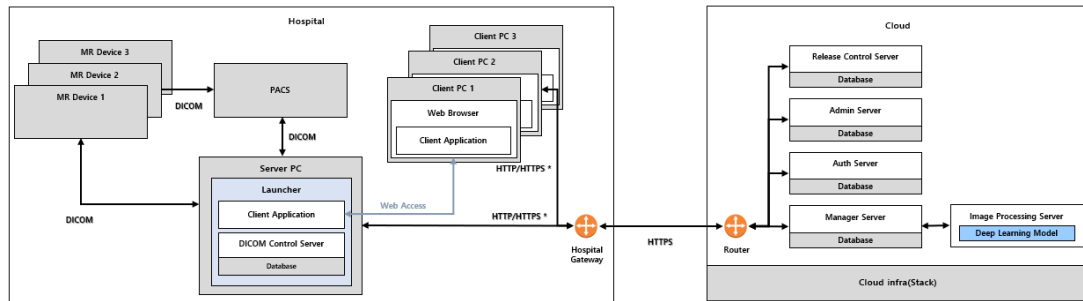 Hospital
MR Device 3
MR Device 2
MR Device 1
DICOM
PACS
DICOM
DICOM
Client PC 3
Client PC 2
Client PC 1
Web Browser
Client Application
Server PC
Launcher
Client Application
DICOM Control Server
Database
Web Access
HTTP/HTTPS *
HTTP/HTTPS *
Hospital
Gateway
HTTPS
Cloud
Router
Release Control Server
Database
Admin Server
Database
Auth Server
Database
Manager Server
Database
Image Processing Server
Deep Learning Model
Cloud infra(Stack)